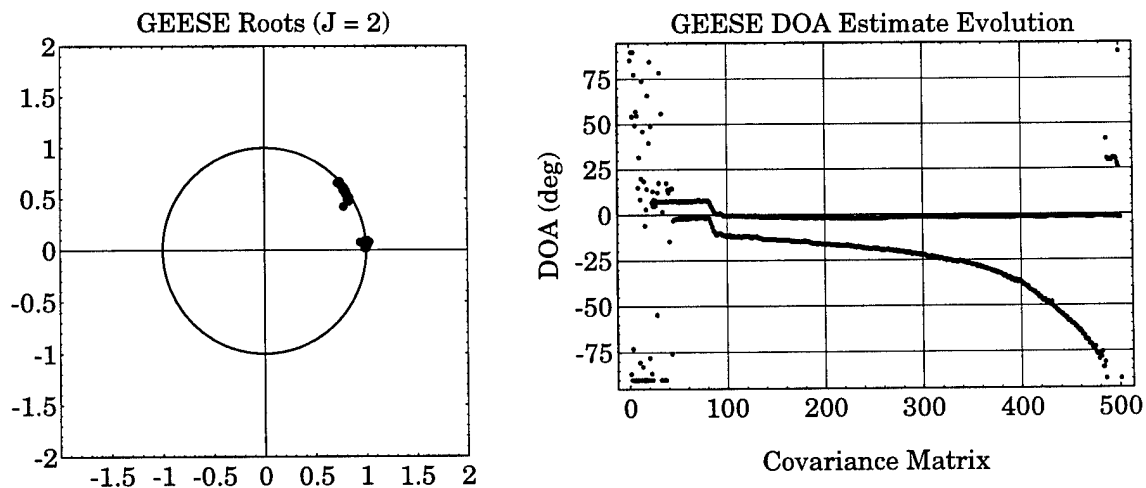 GEESE Roots (J = 2)
2
1.5
1
0.5
0
-0.5
-1
-1.5
-2
-1.5 -1 -0.5 0 0.5 1 1.5 2
GEESE DOA Estimate Evolution
DOA (deg)
75
50
25
0
-25
-50
-75
0 100 200 300 400 500
Covariance Matrix